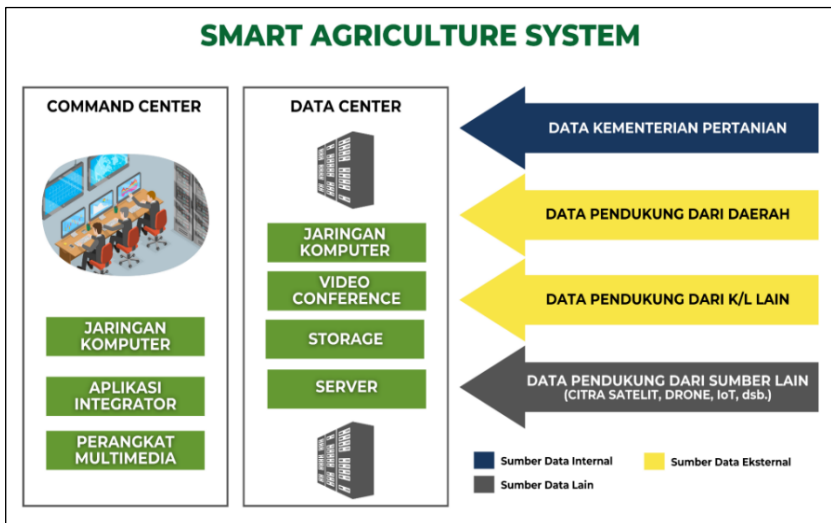 SMART AGRICULTURE SYSTEM
COMMAND CENTER
JARINGAN
KOMPUTER
APLIKASI
INTEGRATOR
PERANGKAT
MULTIMEDIA
DATA CENTER
JARINGAN
KOMPUTER
VIDEO
CONFERENCE
STORAGE
SERVER
DATA KEMENTERIAN PERTANIAN
DATA PENDUKUNG DARI DAERAH
DATA PENDUKUNG DARI K/L LAIN
DATA PENDUKUNG DARI SUMBER LAIN
(CITRA SATELIT, DRONE, IoT, dsb.)
Sumber Data Internal
Sumber Data Eksternal
Sumber Data Lain